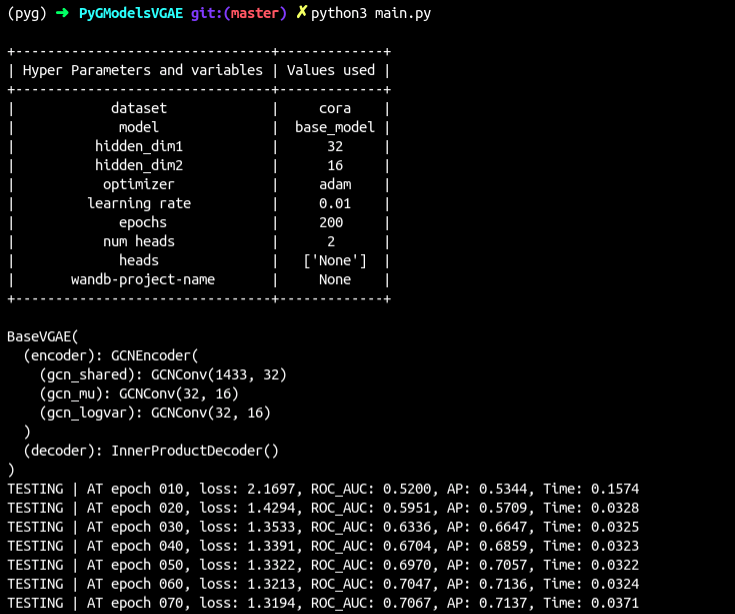 (pyg) ➜ PyGModelsVGAE git:(master) ✗ python3 main.py
+--------------------------------+-------------+
| Hyper Parameters and variables | Values used |
+--------------------------------+-------------+
| dataset | cora |
| model | base_model |
| hidden_dim1 | 32 |
| hidden_dim2 | 16 |
| optimizer | adam |
| learning rate | 0.01 |
| epochs | 200 |
| num heads | 2 |
| heads | ['None'] |
| wandb-project-name | None |
+--------------------------------+-------------+
BaseVGAE(
  (encoder): GCNEncoder(
    (gcn_shared): GCNConv(1433, 32)
    (gcn_mu): GCNConv(32, 16)
    (gcn_logvar): GCNConv(32, 16)
  )
  (decoder): InnerProductDecoder()
)
TESTING | AT epoch 010, loss: 2.1697, ROC_AUC: 0.5200, AP: 0.5344, Time: 0.1574
TESTING | AT epoch 020, loss: 1.4294, ROC_AUC: 0.5951, AP: 0.5709, Time: 0.0328
TESTING | AT epoch 030, loss: 1.3533, ROC_AUC: 0.6336, AP: 0.6647, Time: 0.0325
TESTING | AT epoch 040, loss: 1.3391, ROC_AUC: 0.6704, AP: 0.6859, Time: 0.0323
TESTING | AT epoch 050, loss: 1.3322, ROC_AUC: 0.6970, AP: 0.7057, Time: 0.0322
TESTING | AT epoch 060, loss: 1.3213, ROC_AUC: 0.7047, AP: 0.7136, Time: 0.0324
TESTING | AT epoch 070, loss: 1.3194, ROC_AUC: 0.7067, AP: 0.7137, Time: 0.0371